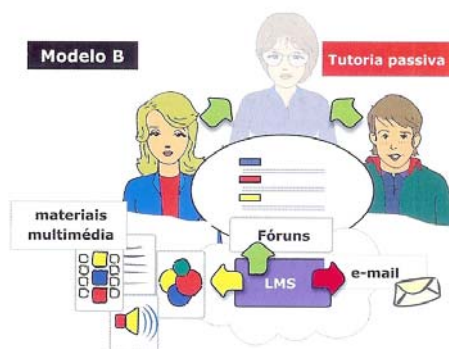 Modelo B
Tutoria passiva
materiais
multimédia
Fóruns
LMS
e-mail